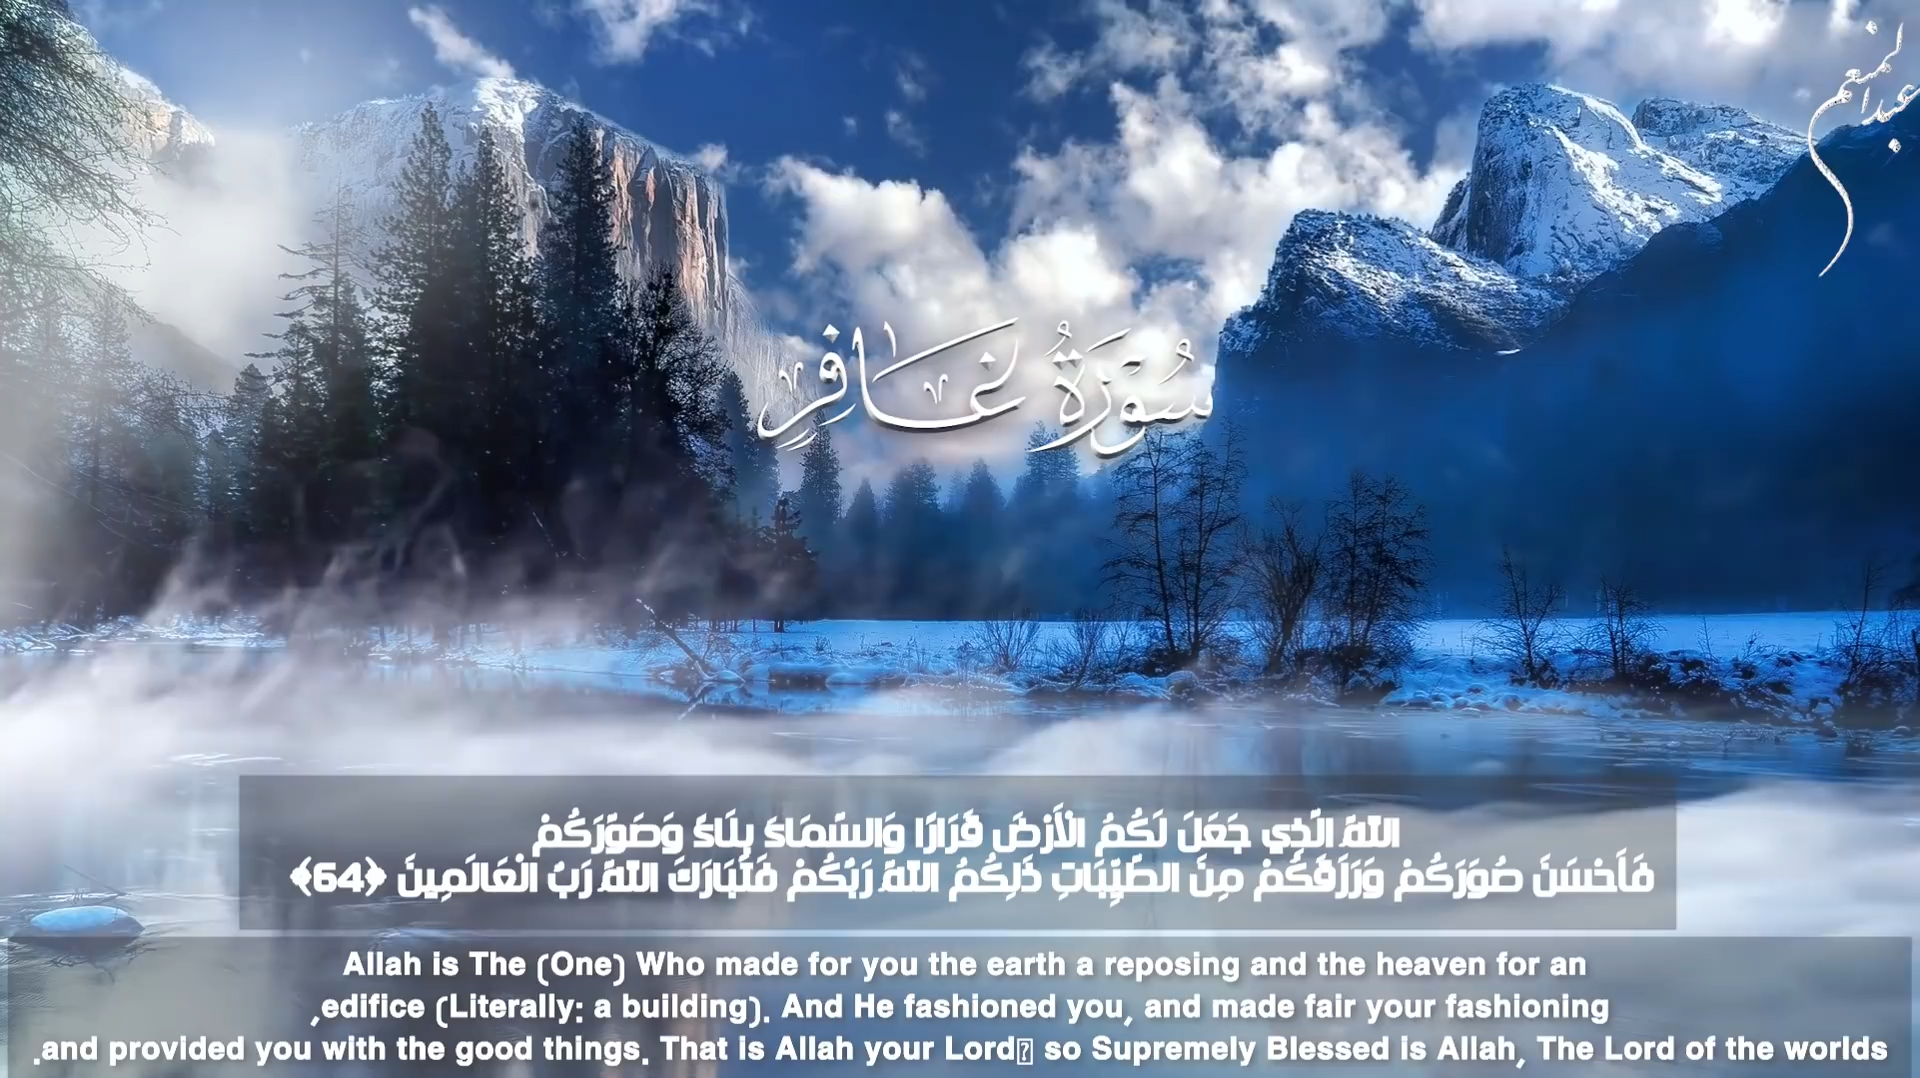 عبدالمنعم
سُورَةُ غَافِرٍ
اللَّهُ الَّذِي جَعَلَ لَكُمُ الْأَرْضَ قَرَارًا وَالسَّمَاءَ بِنَاءً وَصَوَّرَكُمْ
فَأَحْسَنَ صُوَرَكُمْ وَرَزَقَكُمْ مِنَ الطَّيِّبَاتِ ذَلِكُمُ اللَّهُ رَبُّكُمْ فَتَبَارَكَ اللَّهُ رَبُّ الْعَالَمِينَ ﴿64﴾
Allah is The (One) Who made for you the earth a reposing and the heaven for an
,edifice (Literally: a building). And He fashioned you, and made fair your fashioning
.and provided you with the good things. That is Allah your Lord so Supremely Blessed is Allah, The Lord of the worlds